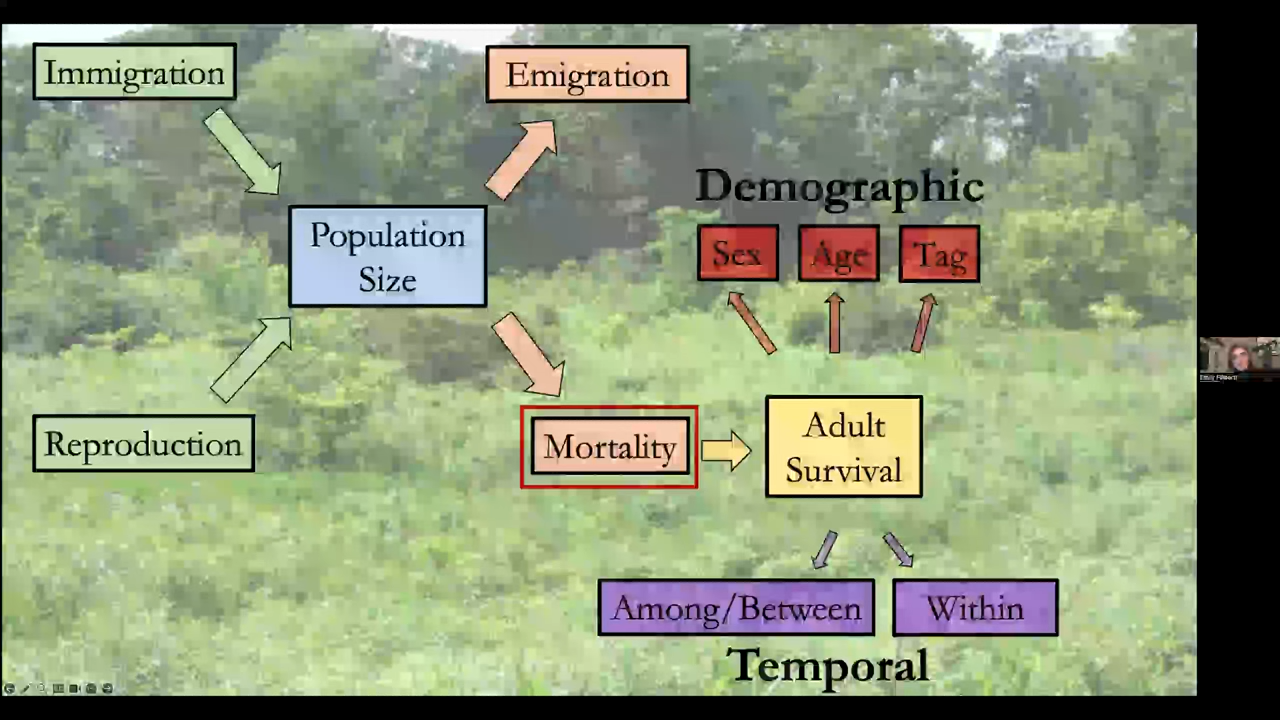 Immigration
Emigration
Demographic
Population
Size
Sex
Age
Tag
Reproduction
Mortality
Adult
Survival
Among/Between
Within
Temporal